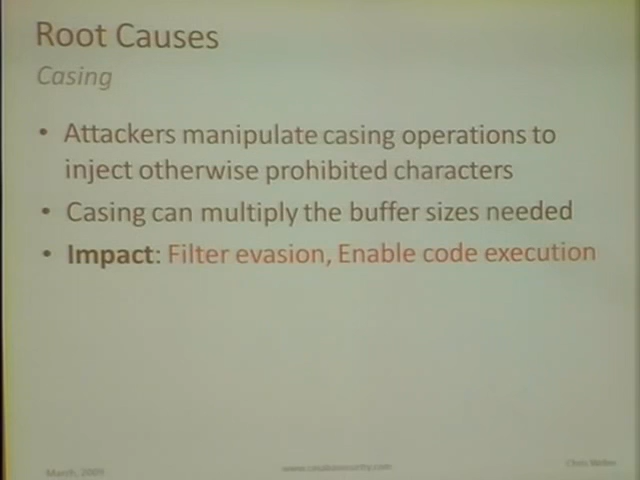 Root Causes
Casing
• Attackers manipulate casing operations to
inject otherwise prohibited characters
• Casing can multiply the buffer sizes needed
• Impact: Filter evasion, Enable code execution
March, 2009
www.casabasecurity.com
Chris Weber